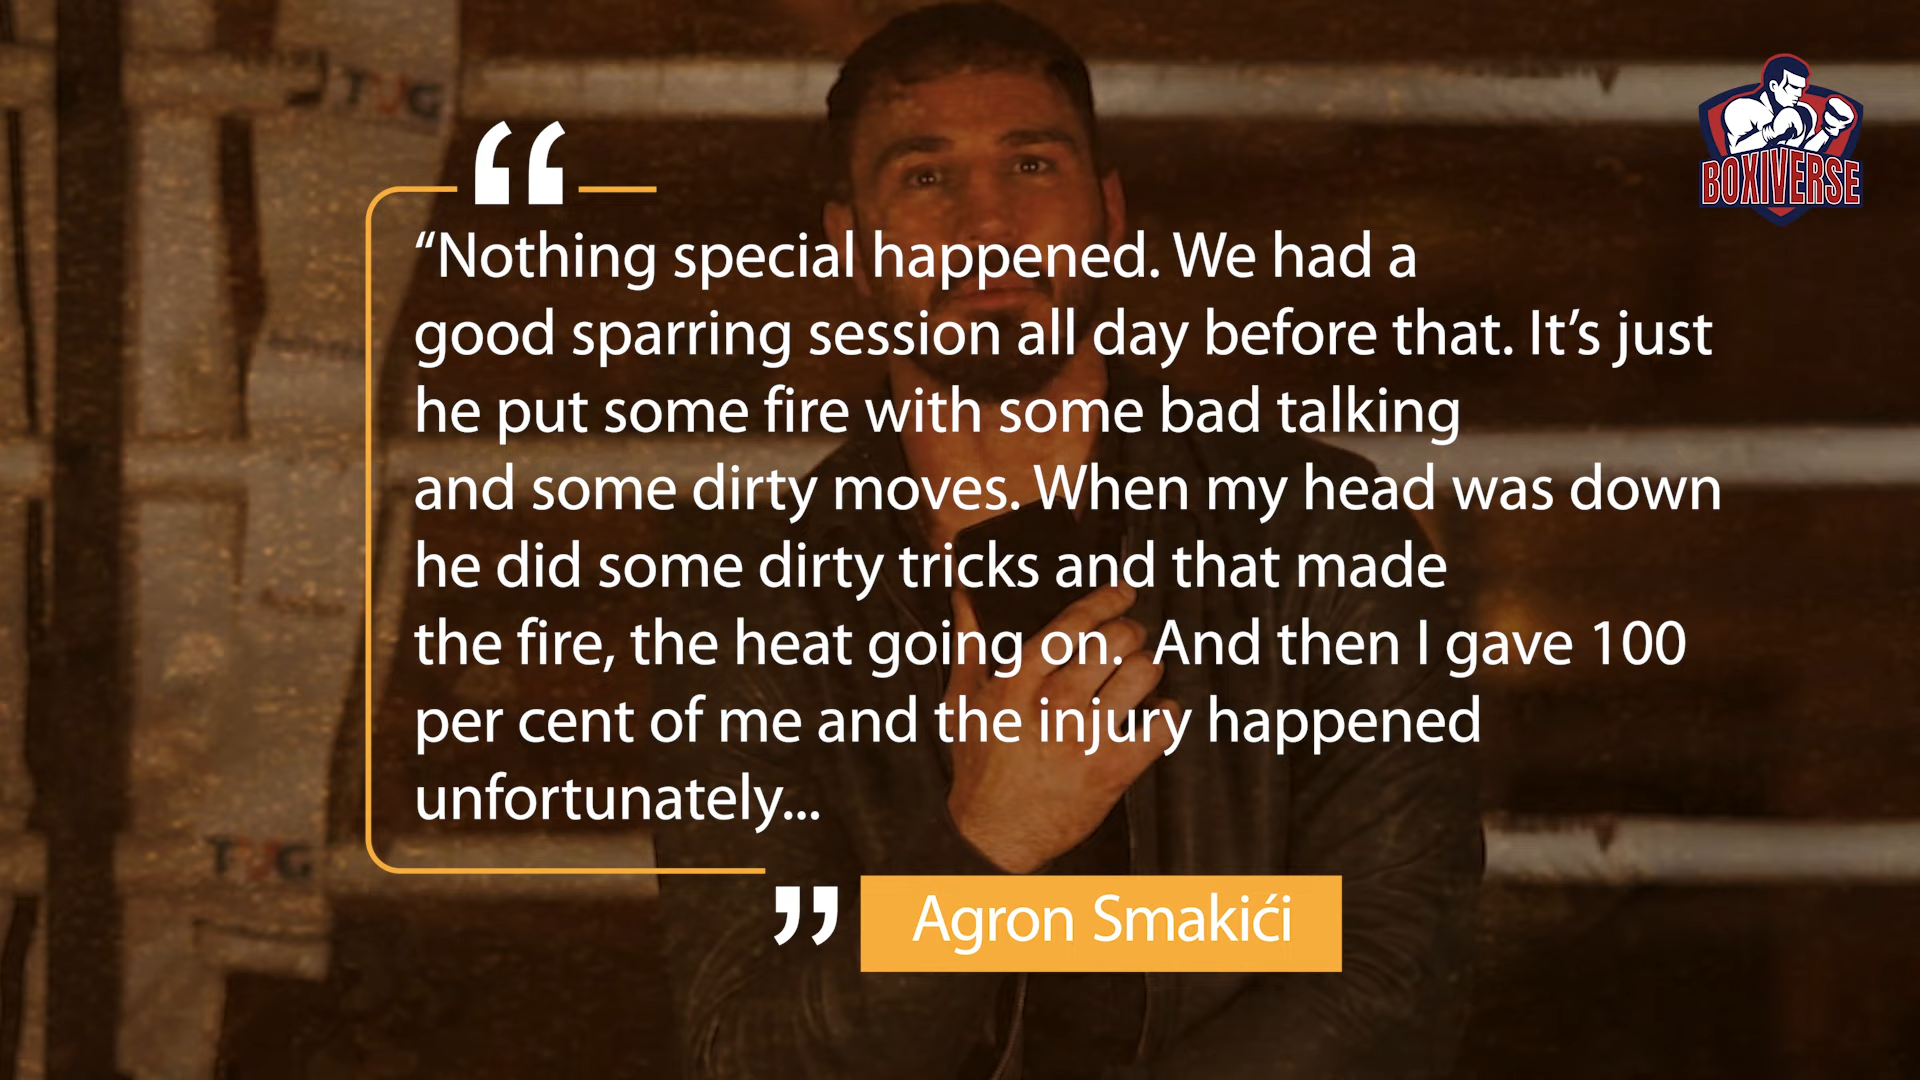 TUG
BOXIVERSE
“Nothing special happened. We had a
good sparring session all day before that. It’s just
he put some fire with some bad talking
and some dirty moves. When my head was down
he did some dirty tricks and that made
the fire, the heat going on.  And then I gave 100
per cent of me and the injury happened
unfortunately...
TUG
” Agron Smakići